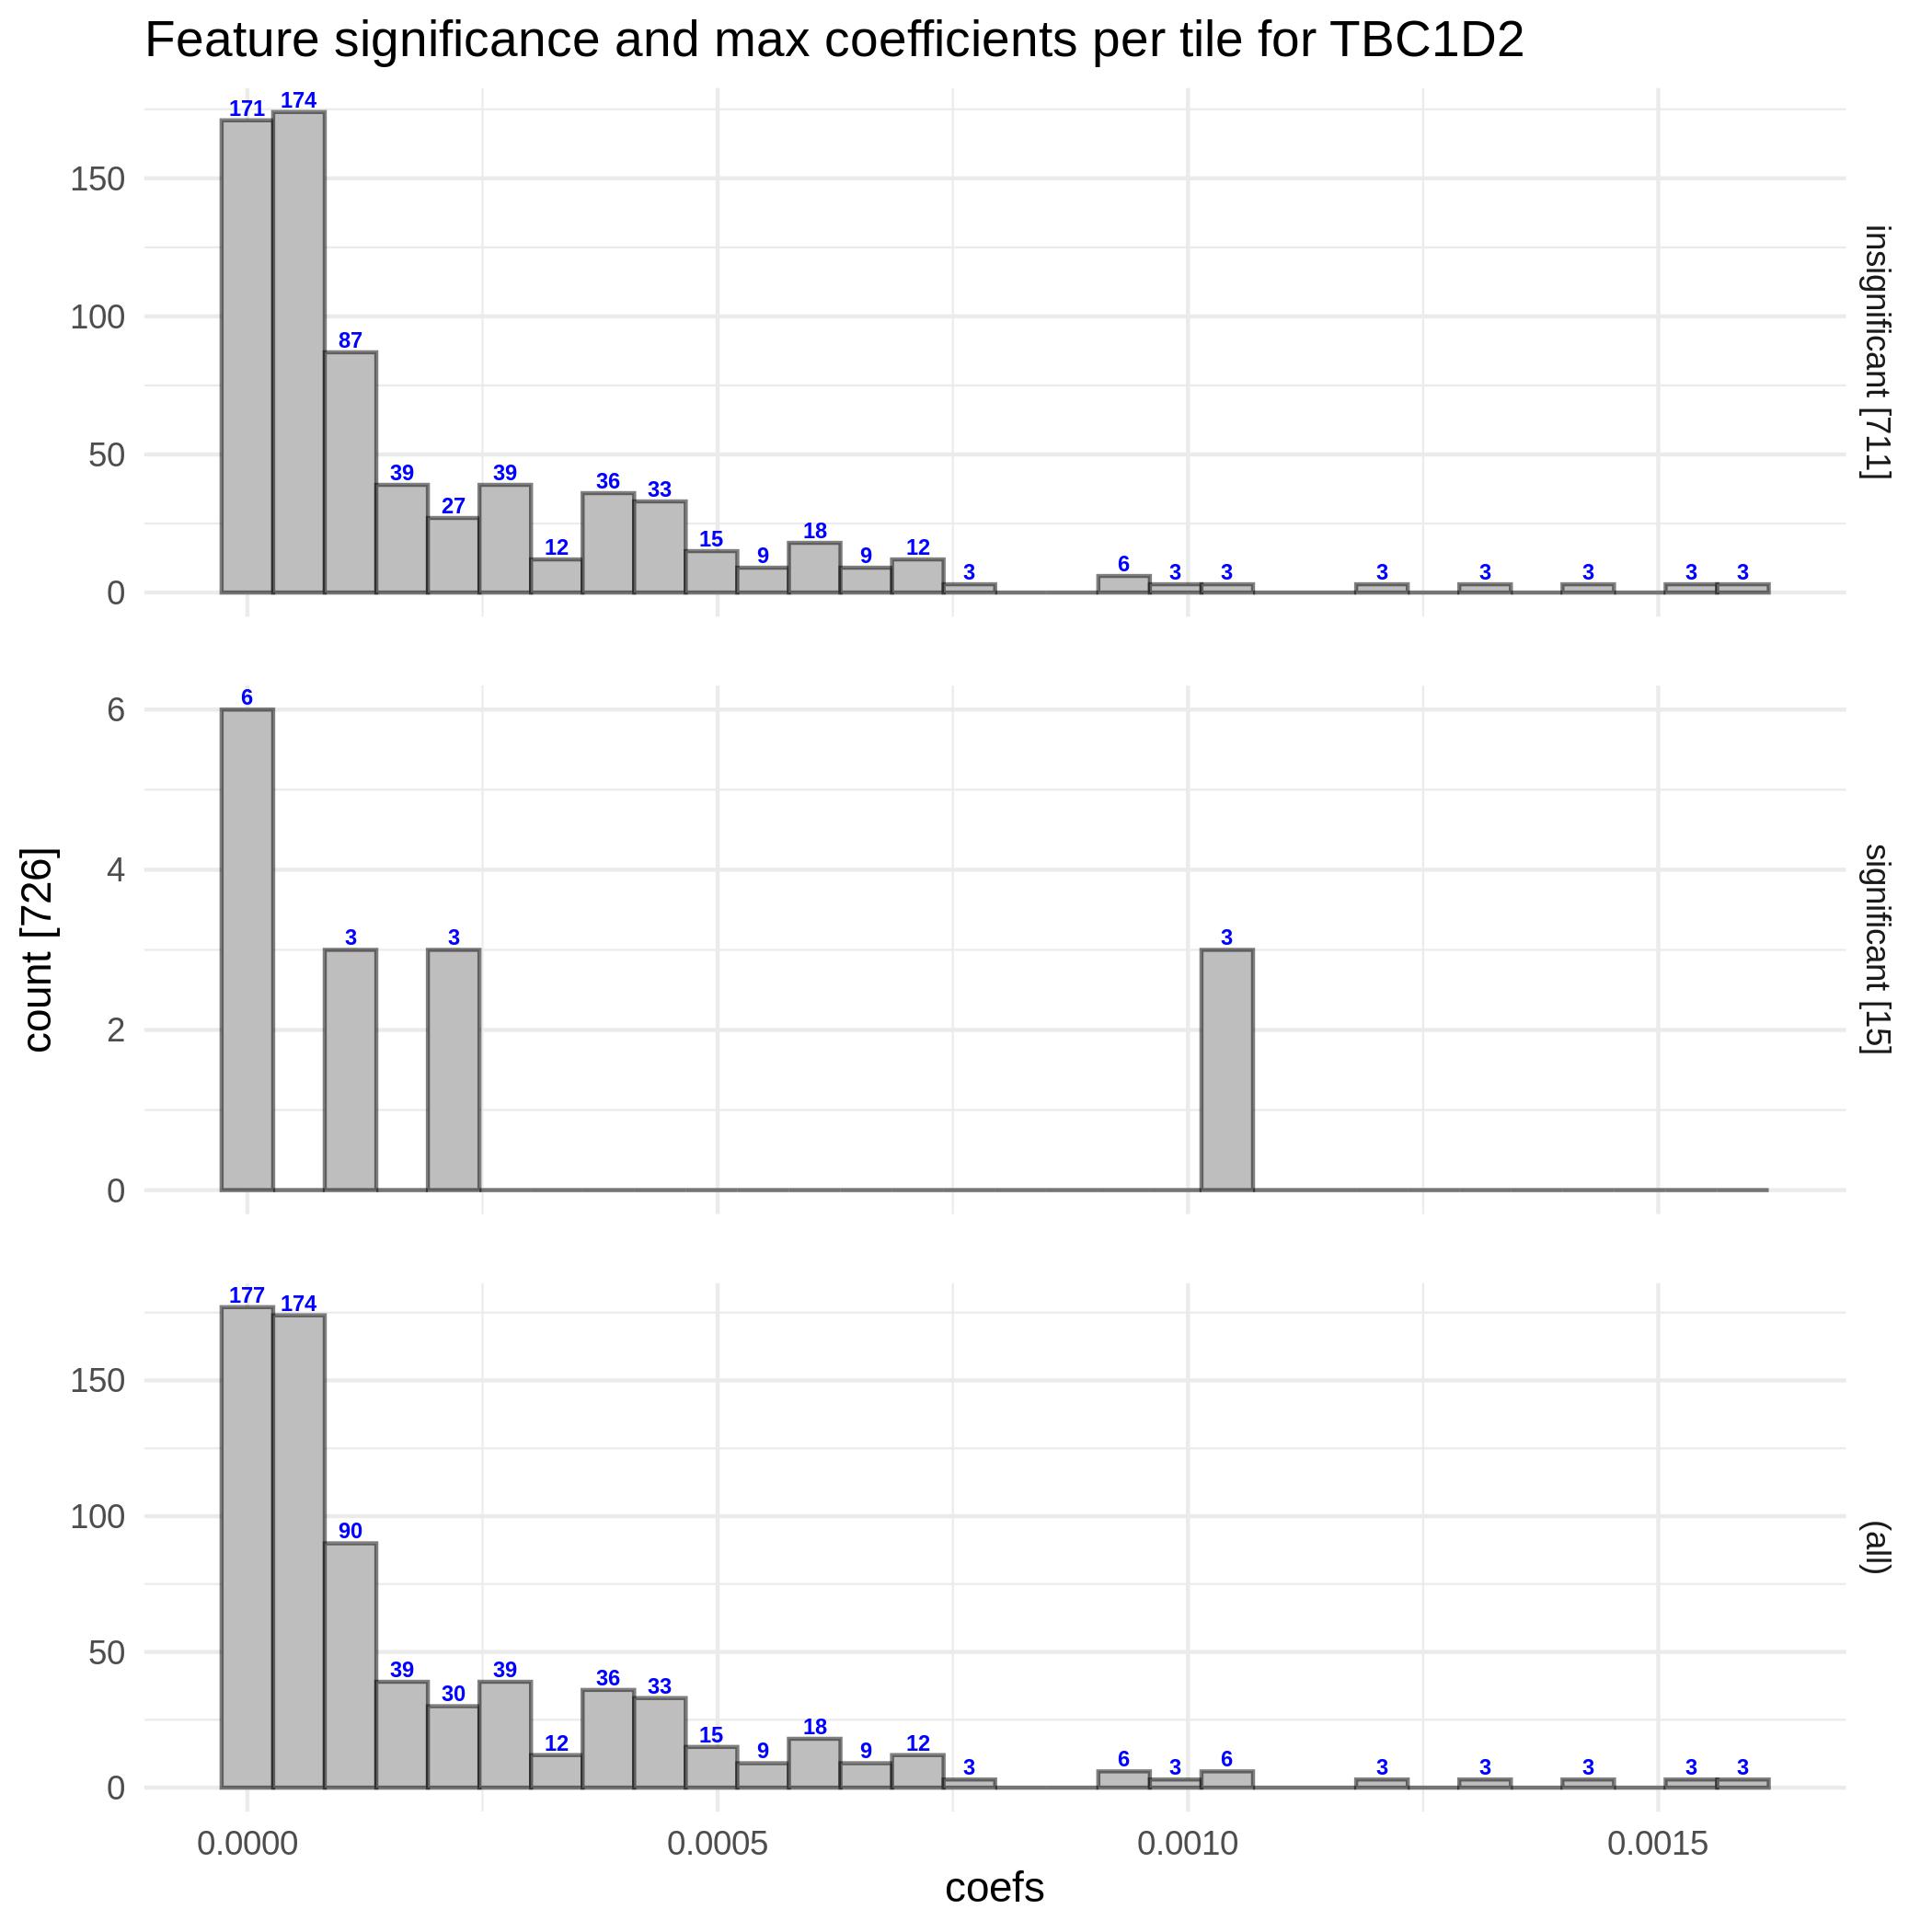 Feature significance and max coefficients per tile for TBC1D2
171 174 87 39 27 39 12 36 33 15 9 18 9 12 3 6 3 3 3 3 3 3 3
150
100
50
0
insignificant [711]
6 3 3 3
6
4
2
0
significant [15]
count [726]
177 174 90 39 30 39 12 36 33 15 9 18 9 12 3 6 3 6 3 3 3 3 3
150
100
50
0
(all)
0.0000 0.0005 0.0010 0.0015
coefs